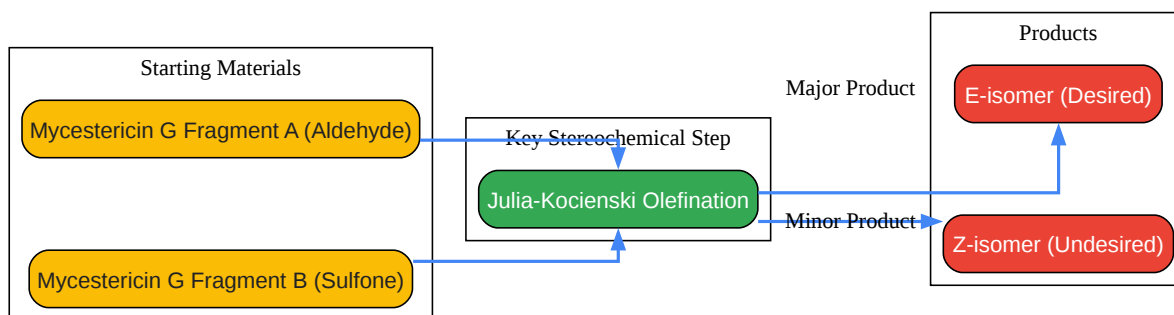 Starting Materials
Mycestericin G Fragment A (Aldehyde)
Mycestericin G Fragment B (Sulfone)
Key Stereochemical Step
Julia-Kocienski Olefination
Major Product
Minor Product
Products
E-isomer (Desired)
Z-isomer (Undesired)